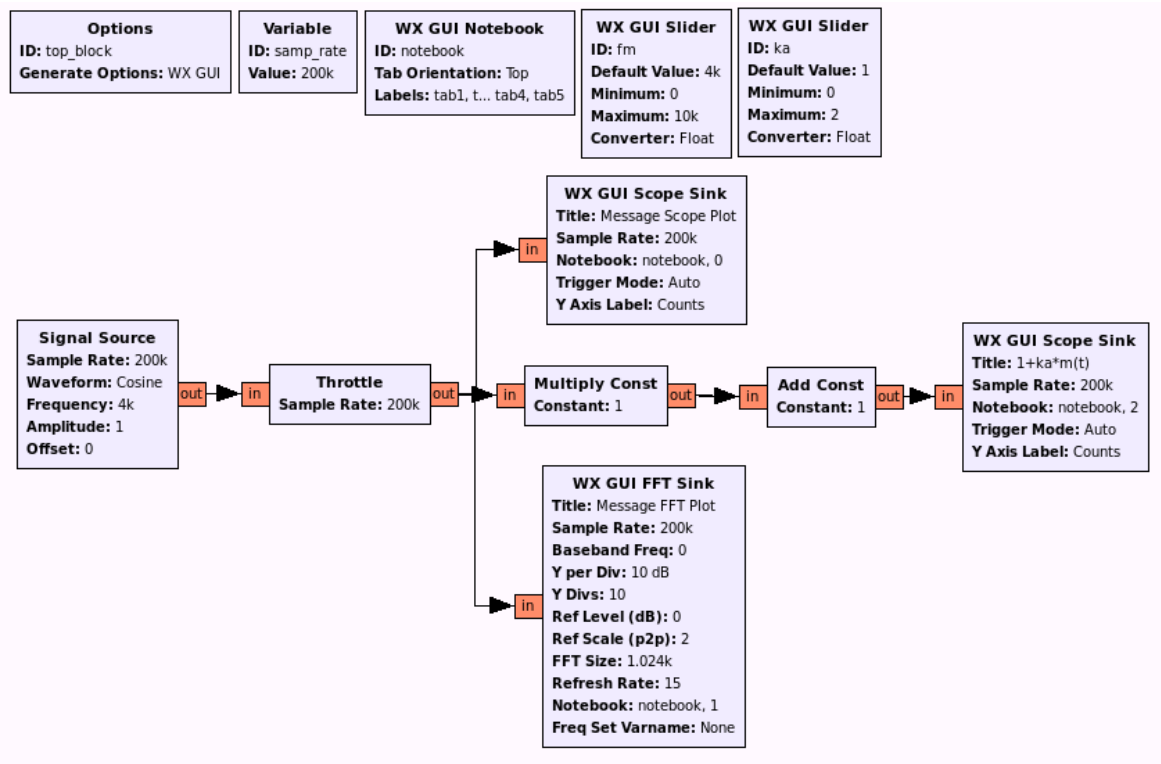 Options
ID: top_block
Generate Options: WX GUI
Variable
ID: samp_rate
Value: 200k
WX GUI Notebook
ID: notebook
Tab Orientation: Top
Labels: tab1, t... tab4, tab5
WX GUI Slider
ID: fm
Default Value: 4k
Minimum: 0
Maximum: 10k
Converter: Float
WX GUI Slider
ID: ka
Default Value: 1
Minimum: 0
Maximum: 2
Converter: Float
WX GUI Scope Sink
Title: Message Scope Plot
Sample Rate: 200k
Notebook: notebook, 0
Trigger Mode: Auto
Y Axis Label: Counts
in
Signal Source
Sample Rate: 200k
Waveform: Cosine
Frequency: 4k
Amplitude: 1
Offset: 0
out
in
Throttle
Sample Rate: 200k
out
in
Multiply Const
Constant: 1
out
in
Add Const
Constant: 1
out
in
WX GUI Scope Sink
Title: 1+ka*m(t)
Sample Rate: 200k
Notebook: notebook, 2
Trigger Mode: Auto
Y Axis Label: Counts
in
WX GUI FFT Sink
Title: Message FFT Plot
Sample Rate: 200k
Baseband Freq: 0
Y per Div: 10 dB
Y Divs: 10
Ref Level (dB): 0
Ref Scale (p2p): 2
FFT Size: 1.024k
Refresh Rate: 15
Notebook: notebook, 1
Freq Set Varname: None